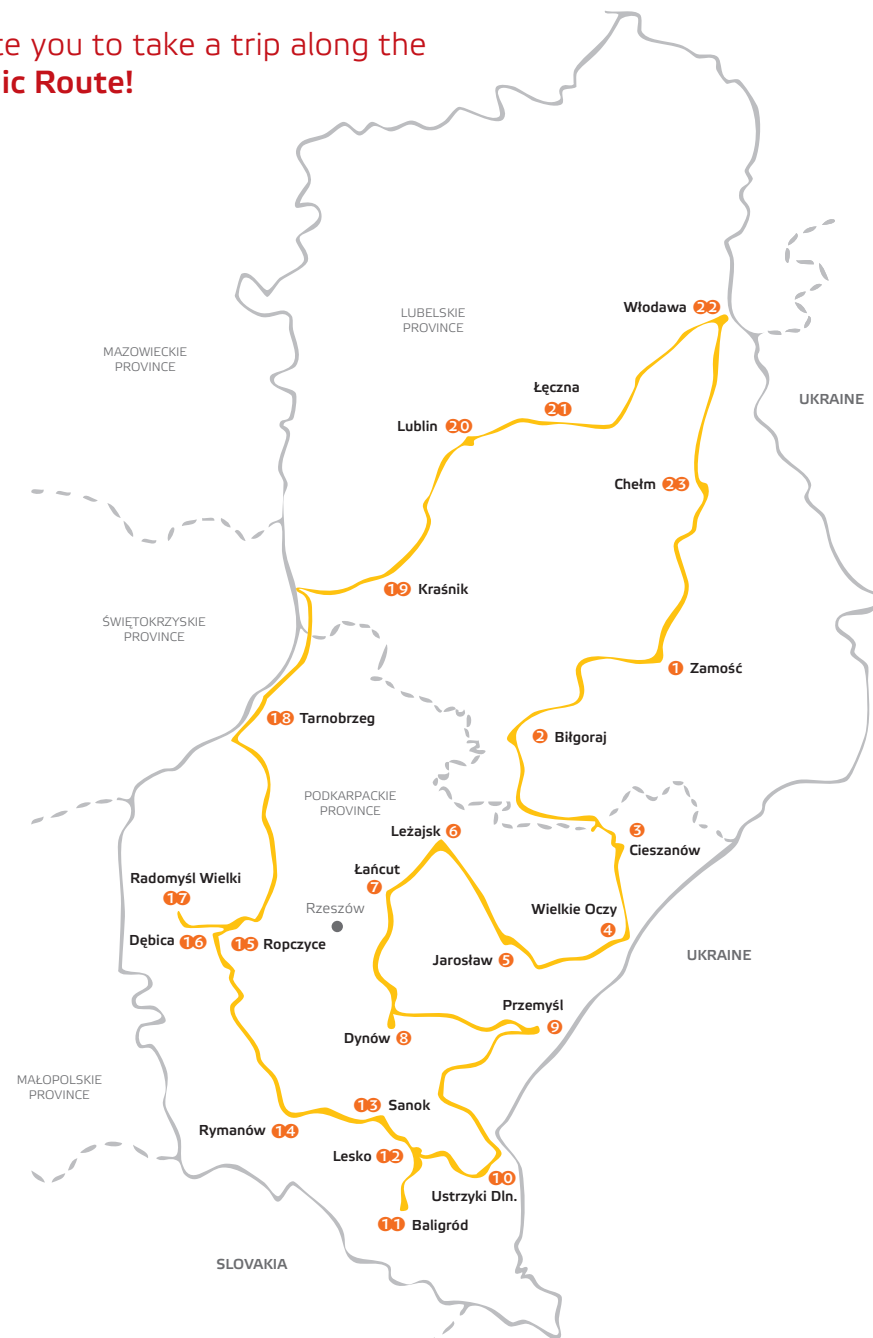 te you to take a trip along the
ic Route!
LUBELSKIE
PROVINCE
Włodawa 22
MAZOWIECKIE
PROVINCE
Łęczna
21
UKRAINE
Lublin 20
Chełm 23
19 Kraśnik
ŚWIĘTOKRZYSKIE
PROVINCE
1 Zamość
18 Tarnobrzeg
2 Biłgoraj
PODKARPACKIE
PROVINCE
Leżajsk 6
3
Cieszanów
Łańcut
7
Radomyśl Wielki
17
Rzeszów
Wielkie Oczy
4
Dębica 16
15 Ropczyce
Jarosław 5
UKRAINE
Przemyśl
9
Dynów 8
MAŁOPOLSKIE
PROVINCE
13 Sanok
Rymanów 14
Lesko 12
10
Ustrzyki Dln.
11 Baligród
SLOVAKIA